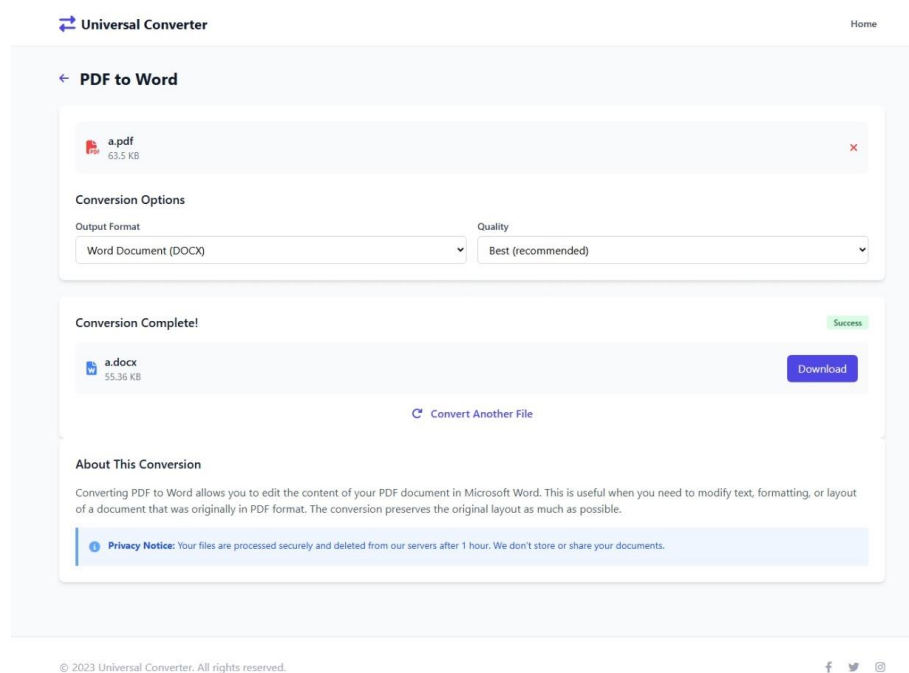 Universal Converter
Home
PDF to Word
a.pdf
63.5 KB
Conversion Options
Output Format
Quality
Word Document (DOCX)
Best (recommended)
Conversion Complete!
Success
a.docx
55.36 KB
Download
Convert Another File
About This Conversion
Converting PDF to Word allows you to edit the content of your PDF document in Microsoft Word. This is useful when you need to modify text, formatting, or layout
of a document that was originally in PDF format. The conversion preserves the original layout as much as possible.
Privacy Notice: Your files are processed securely and deleted from our servers after 1 hour. We don't store or share your documents.
© 2023 Universal Converter. All rights reserved.